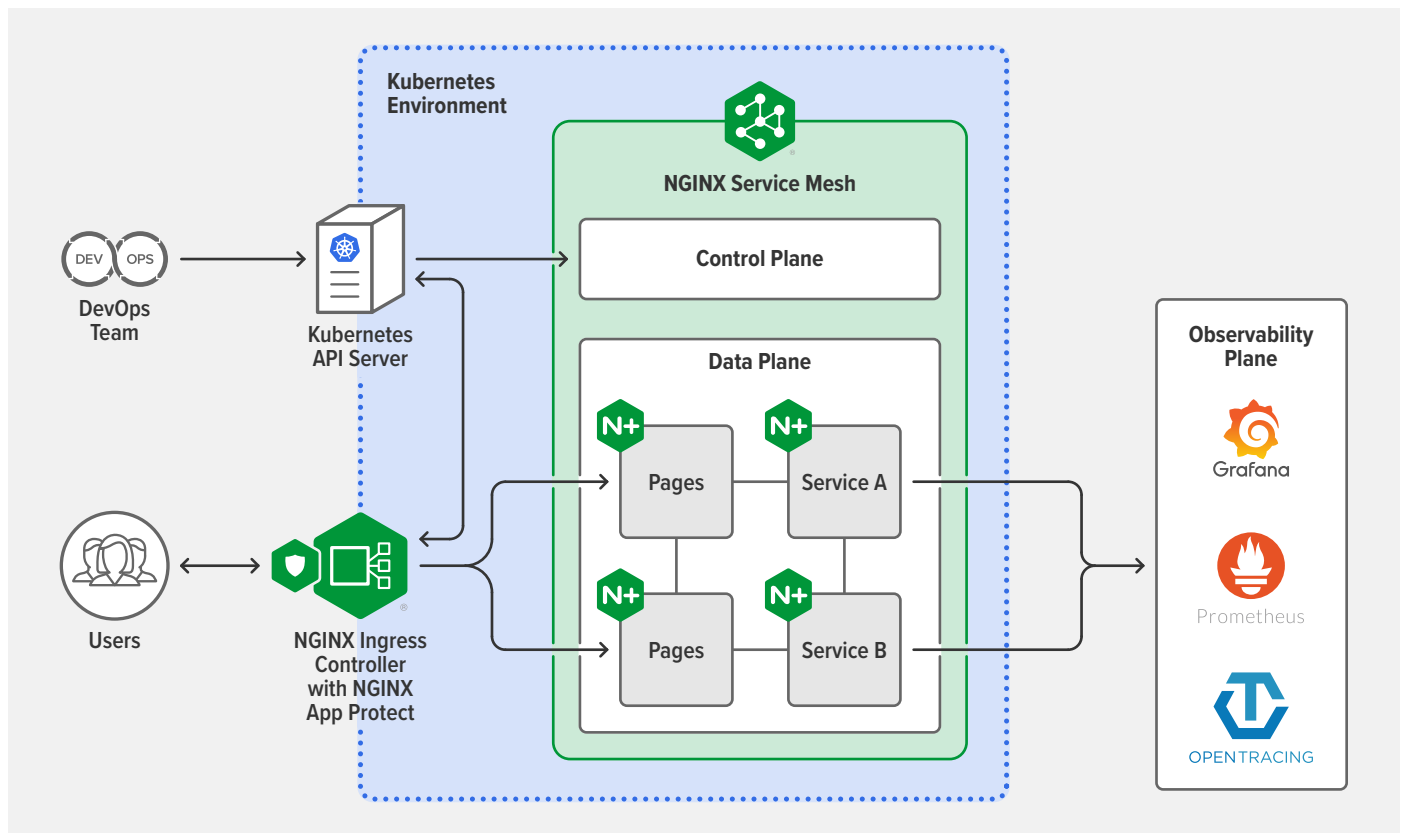 Kubernetes
Environment
NGINX Service Mesh
®
Control Plane
DEV OPS
DevOps
Team
Kubernetes
API Server
Data Plane
N+
Pages
N+
Service A
N+
Pages
N+
Service B
Users
®
NGINX Ingress
Controller
with NGINX
App Protect
Observability
Plane
Grafana
Prometheus
OPENTRACING